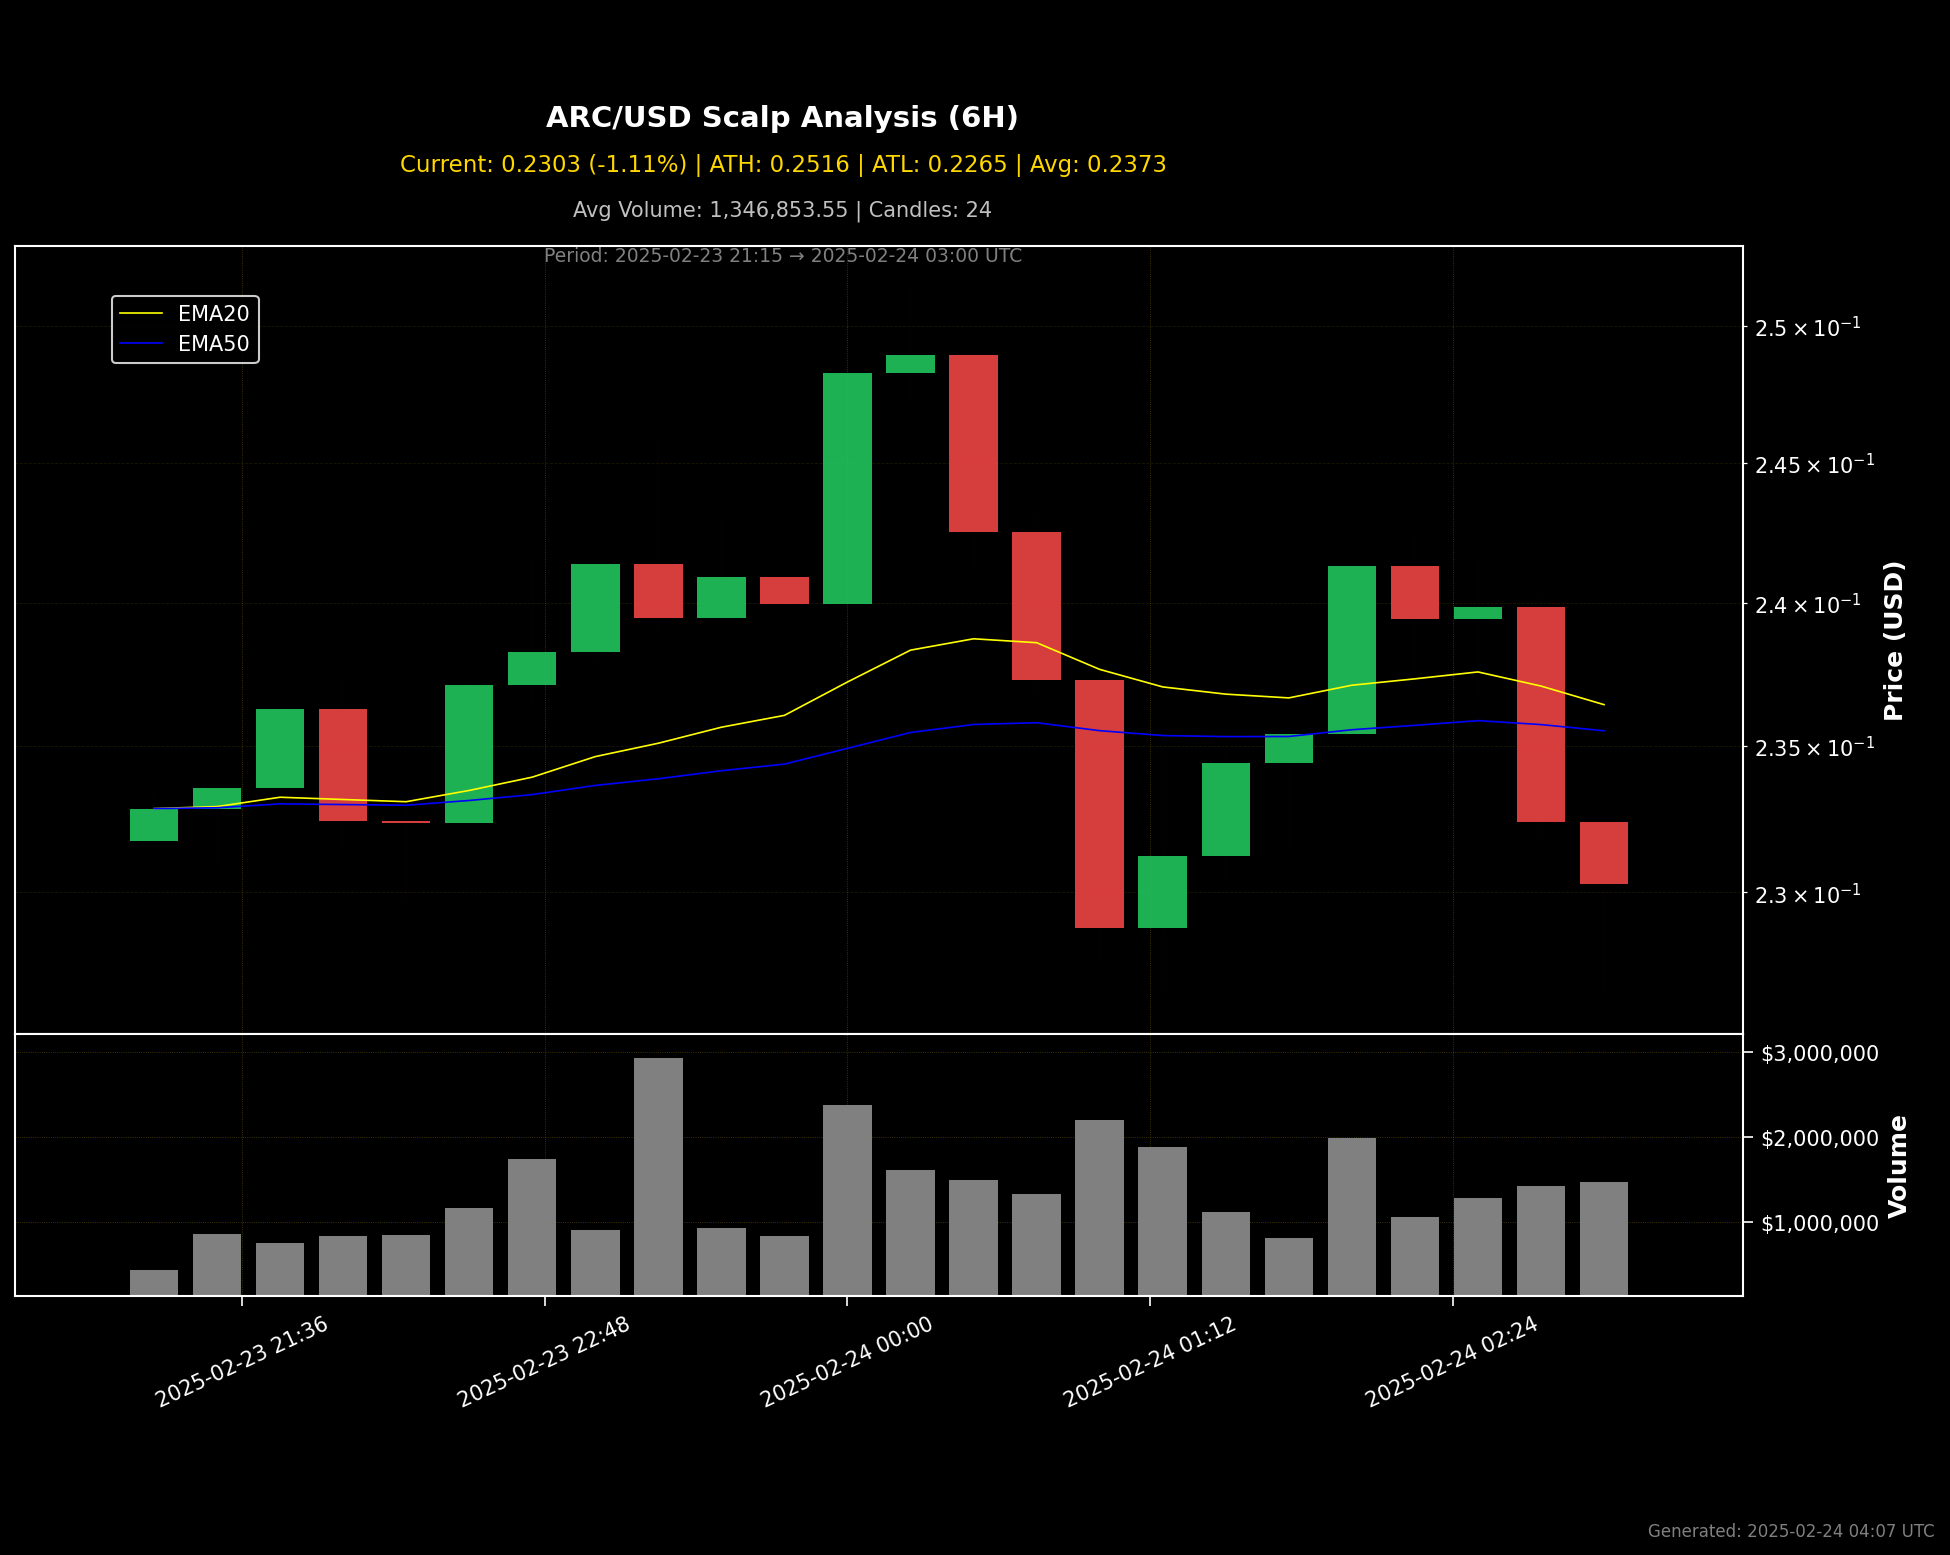 ARC/USD Scalp Analysis (6H)
Current: 0.2303 (-1.11%) | ATH: 0.2516 | ATL: 0.2265 | Avg: 0.2373
Avg Volume: 1,346,853.55 | Candles: 24
Period: 2025-02-23 21:15 → 2025-02-24 03:00 UTC
EMA20
EMA50
2.5 × 10⁻¹
2.45 × 10⁻¹
2.4 × 10⁻¹
2.35 × 10⁻¹
2.3 × 10⁻¹
Price (USD)
$3,000,000
$2,000,000
$1,000,000
Volume
2025-02-23 21:36
2025-02-23 22:48
2025-02-24 00:00
2025-02-24 01:12
2025-02-24 02:24
Generated: 2025-02-24 04:07 UTC